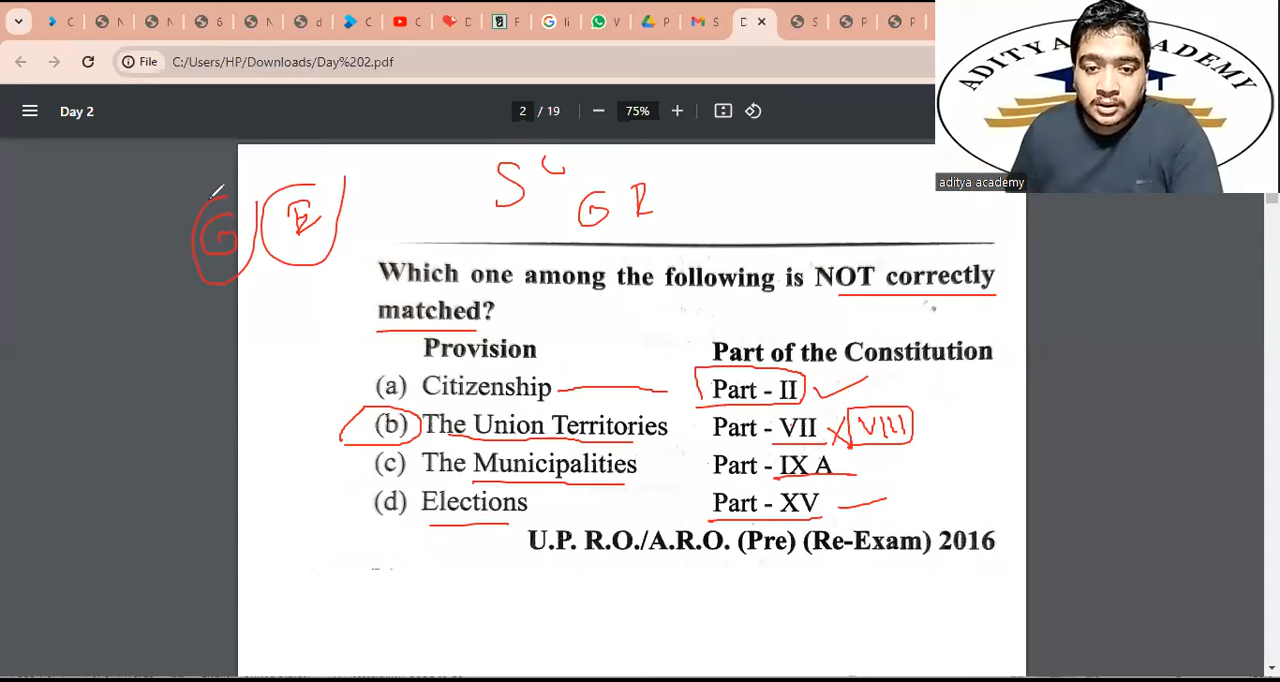 C N N 6 N d C C D F li V P S D S P P
File C:/Users/HP/Downloads/Day%202.pdf
Day 2 2 / 19 75%
ADITYA ACADEMY
aditya academy
S
G
G E
Which one among the following is NOT correctly
matched?
Provision Part of the Constitution
(a) Citizenship Part - II
(b) The Union Territories Part - VII X VIII
(c) The Municipalities Part - IX A
(d) Elections Part - XV
U.P. R.O./A.R.O. (Pre) (Re-Exam) 2016